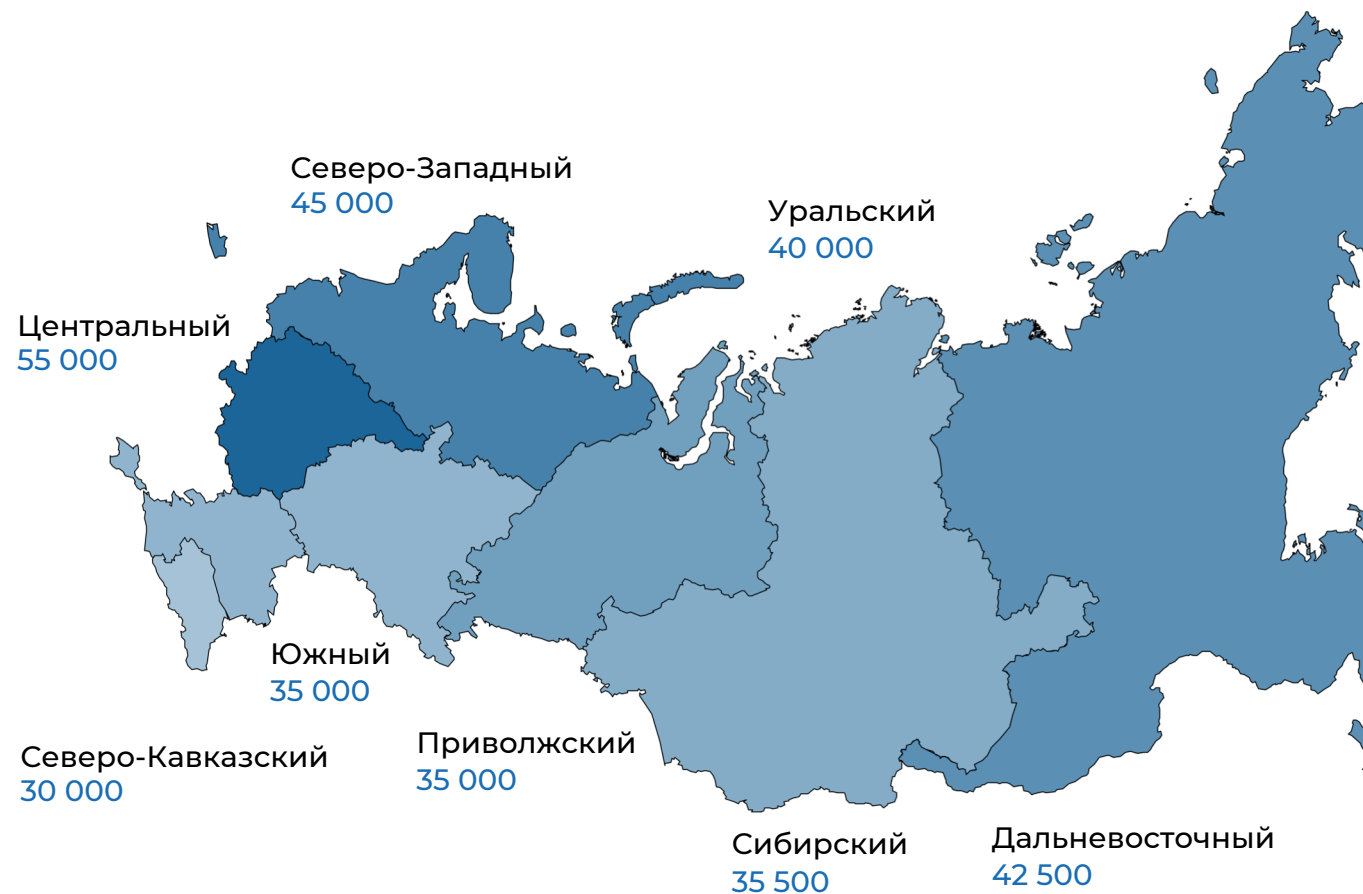 Северо-Западный
45 000
Уральский
40 000
Центральный
55 000
Южный
35 000
Северо-Кавказский
30 000
Приволжский
35 000
Сибирский
35 500
Дальневосточный
42 500